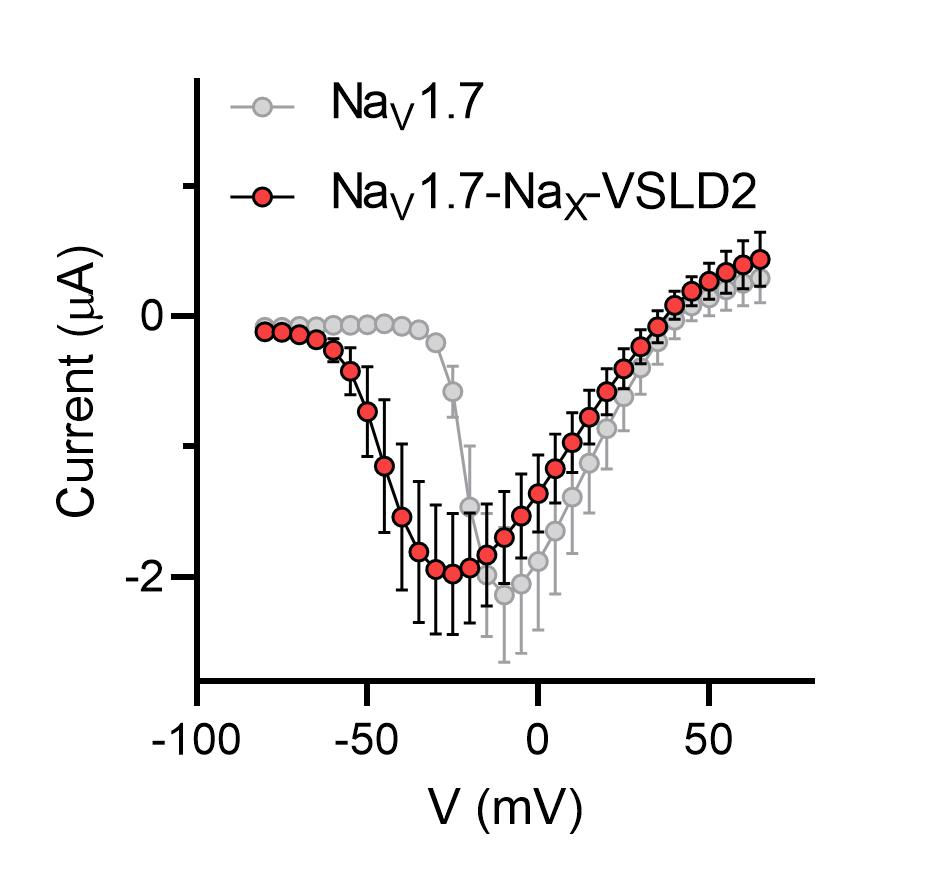 NaV1.7
NaV1.7-NaX-VSLD2
Current (µA)
0
-2
-100 -50 0 50
V (mV)